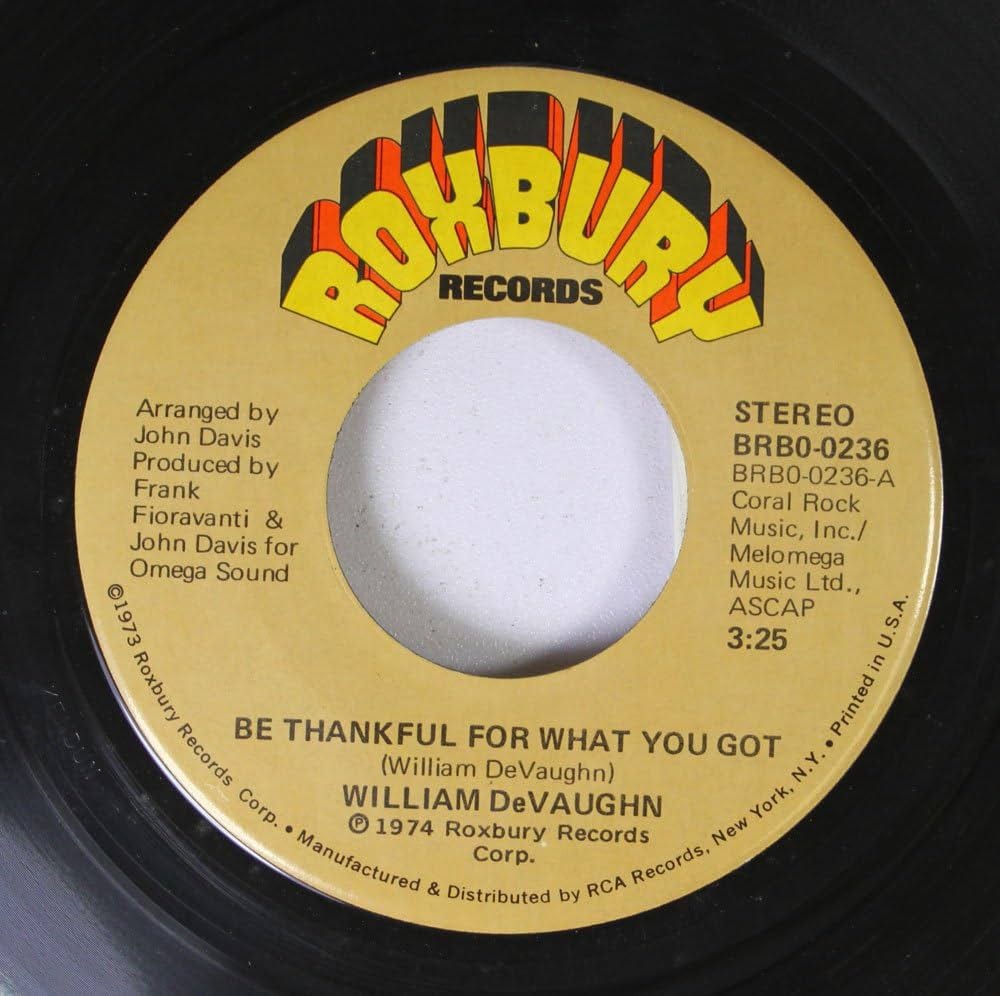 ROXBURY
RECORDS
Arranged by
John Davis
Produced by
Frank
Fioravanti &
John Davis for
Omega Sound
STEREO
BRBO-0236
BRBO-0236-A
Coral Rock
Music, Inc./
Melomega
Music Ltd.,
ASCAP
3:25
BE THANKFUL FOR WHAT YOU GOT
(William DeVaughn)
WILLIAM DeVAUGHN
℗ 1974 Roxbury Records
Corp.
©1973 Roxbury Records Corp. • Manufactured & Distributed by RCA Records, New York, N.Y. • Printed in U.S.A.